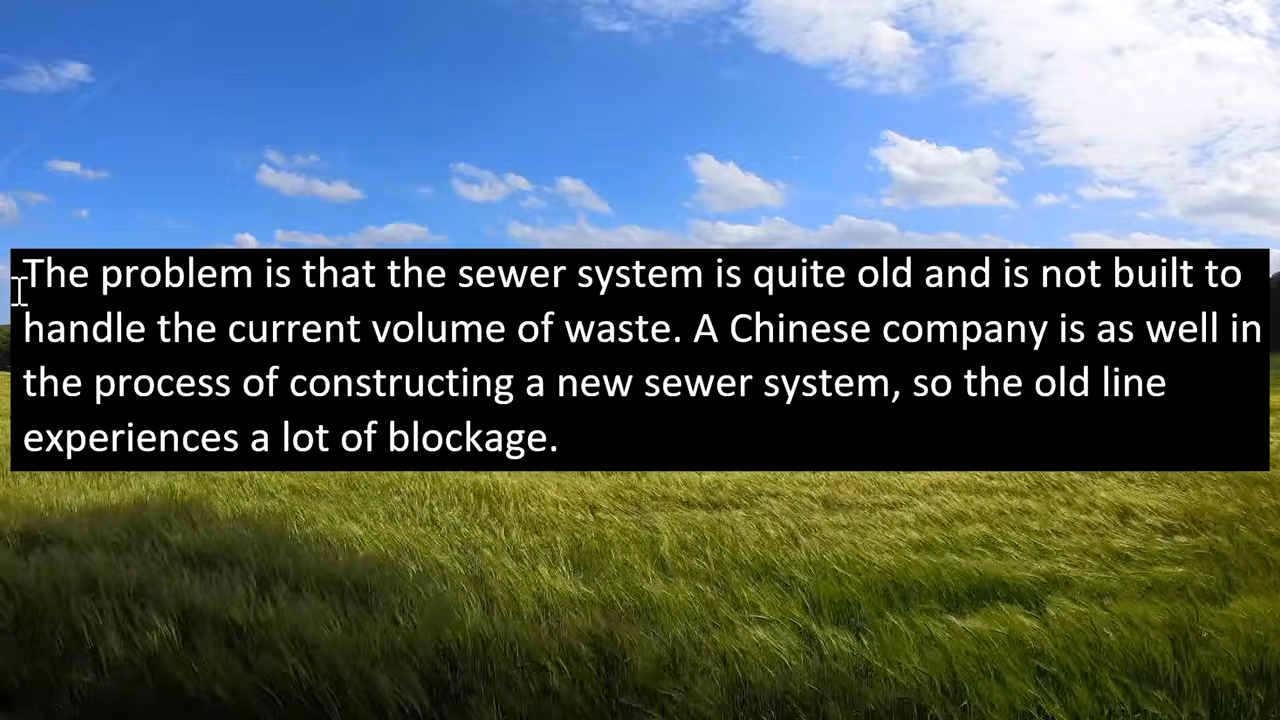 The problem is that the sewer system is quite old and is not built to
handle the current volume of waste. A Chinese company is as well in
the process of constructing a new sewer system, so the old line
experiences a lot of blockage.